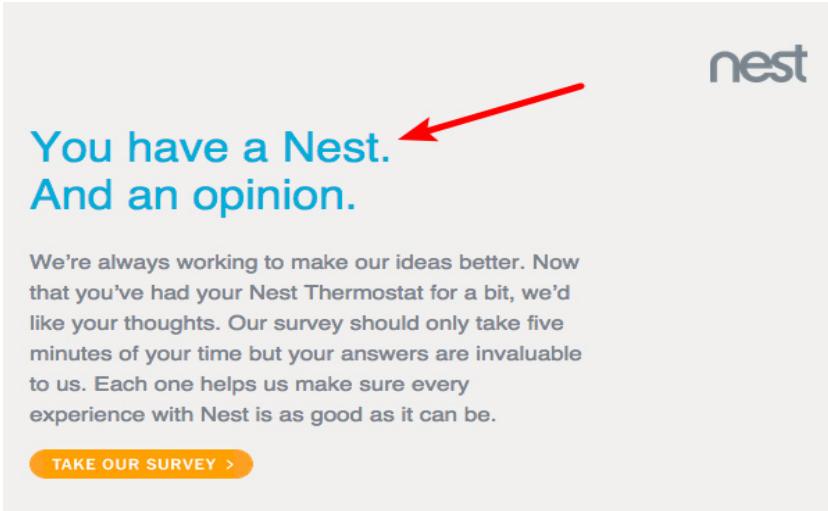 nest
You have a Nest.
And an opinion.
We're always working to make our ideas better. Now
that you've had your Nest Thermostat for a bit, we'd
like your thoughts. Our survey should only take five
minutes of your time but your answers are invaluable
to us. Each one helps us make sure every
experience with Nest is as good as it can be.
TAKE OUR SURVEY >